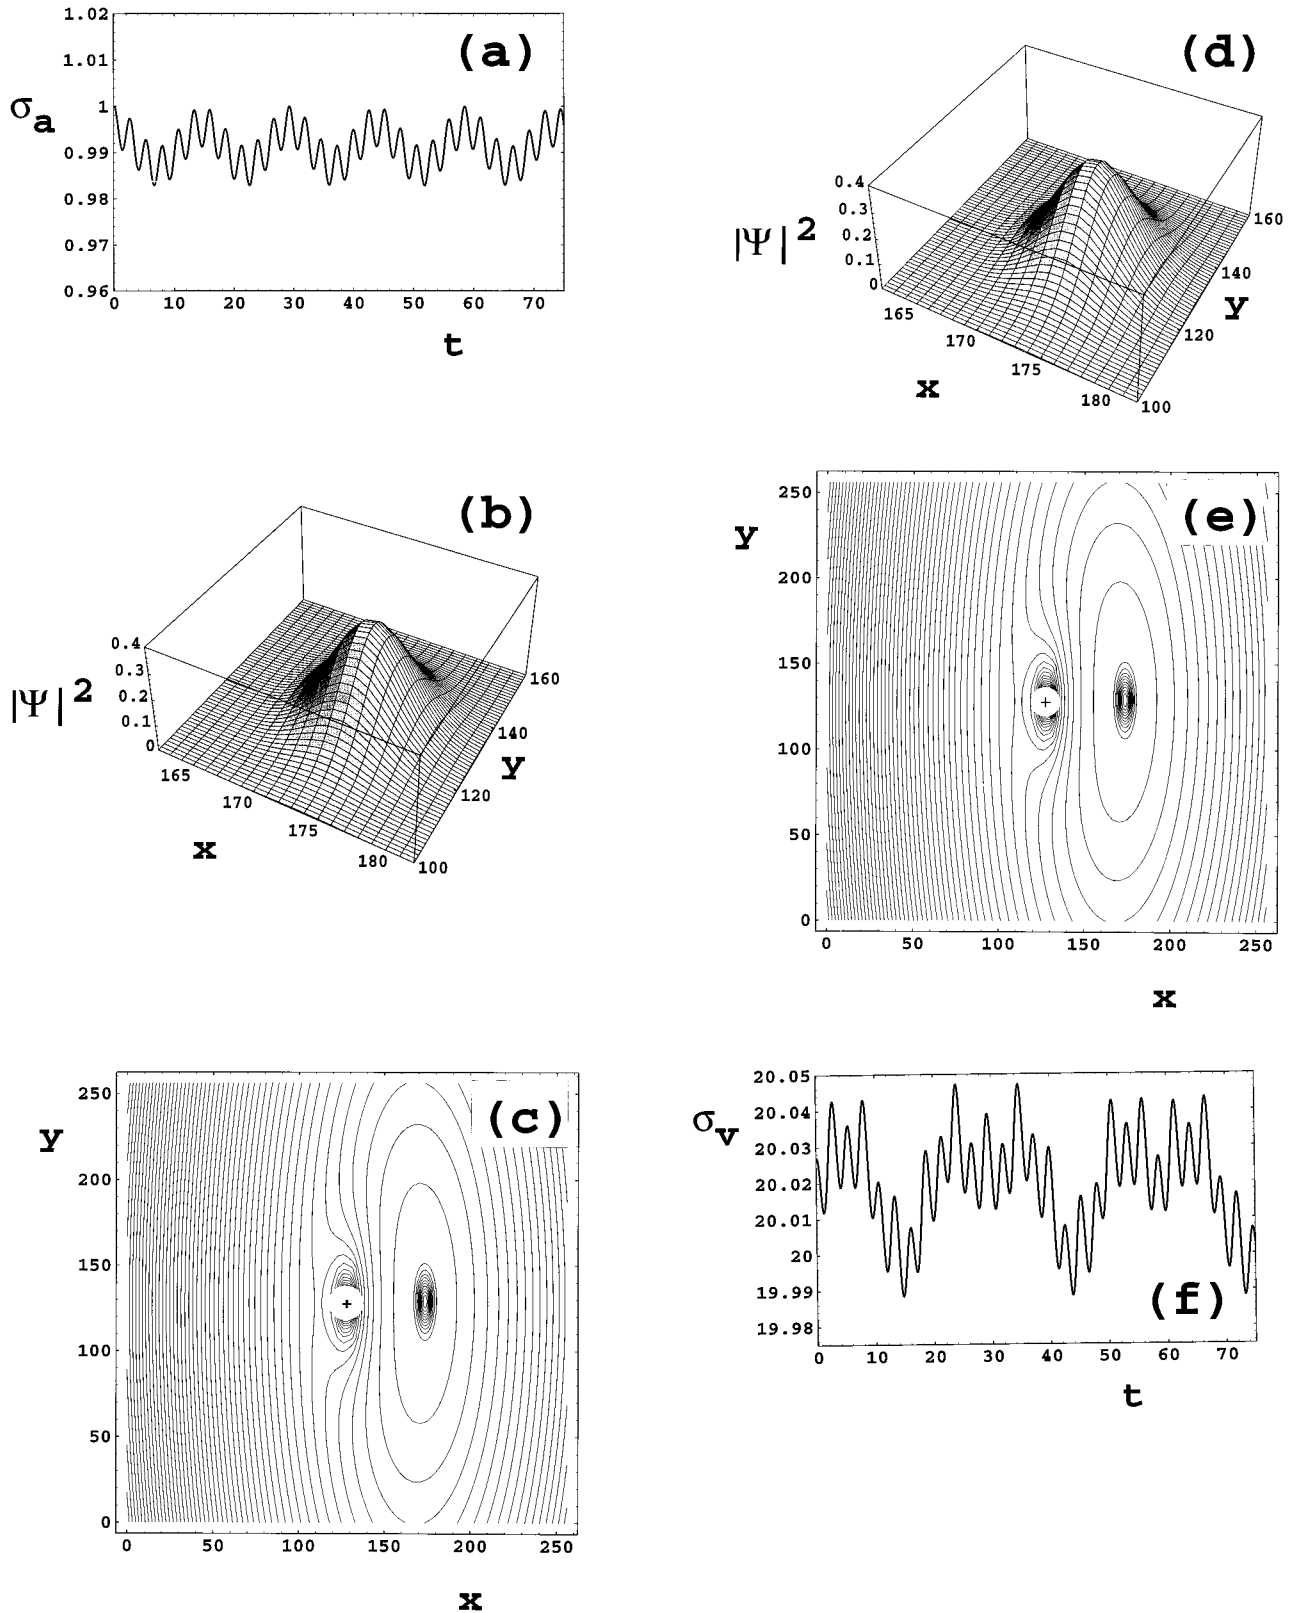 (a)
σa
1.02
1.01
1
0.99
0.98
0.97
0.96
0 10 20 30 40 50 60 70
t
(b)
|Ψ|2
0.4
0.3
0.2
0.1
0
165
170
175
180
x
100
120
140
160
y
(c)
y
250
200
150
100
50
0
0 50 100 150 200 250
x
(d)
|Ψ|2
0.4
0.3
0.2
0.1
0
165
170
175
180
x
100
120
140
160
y
(e)
y
250
200
150
100
50
0
0 50 100 150 200 250
x
σv
20.05
20.04
20.03
20.02
20.01
20
19.99
19.98
(f)
0 10 20 30 40 50 60 70
t